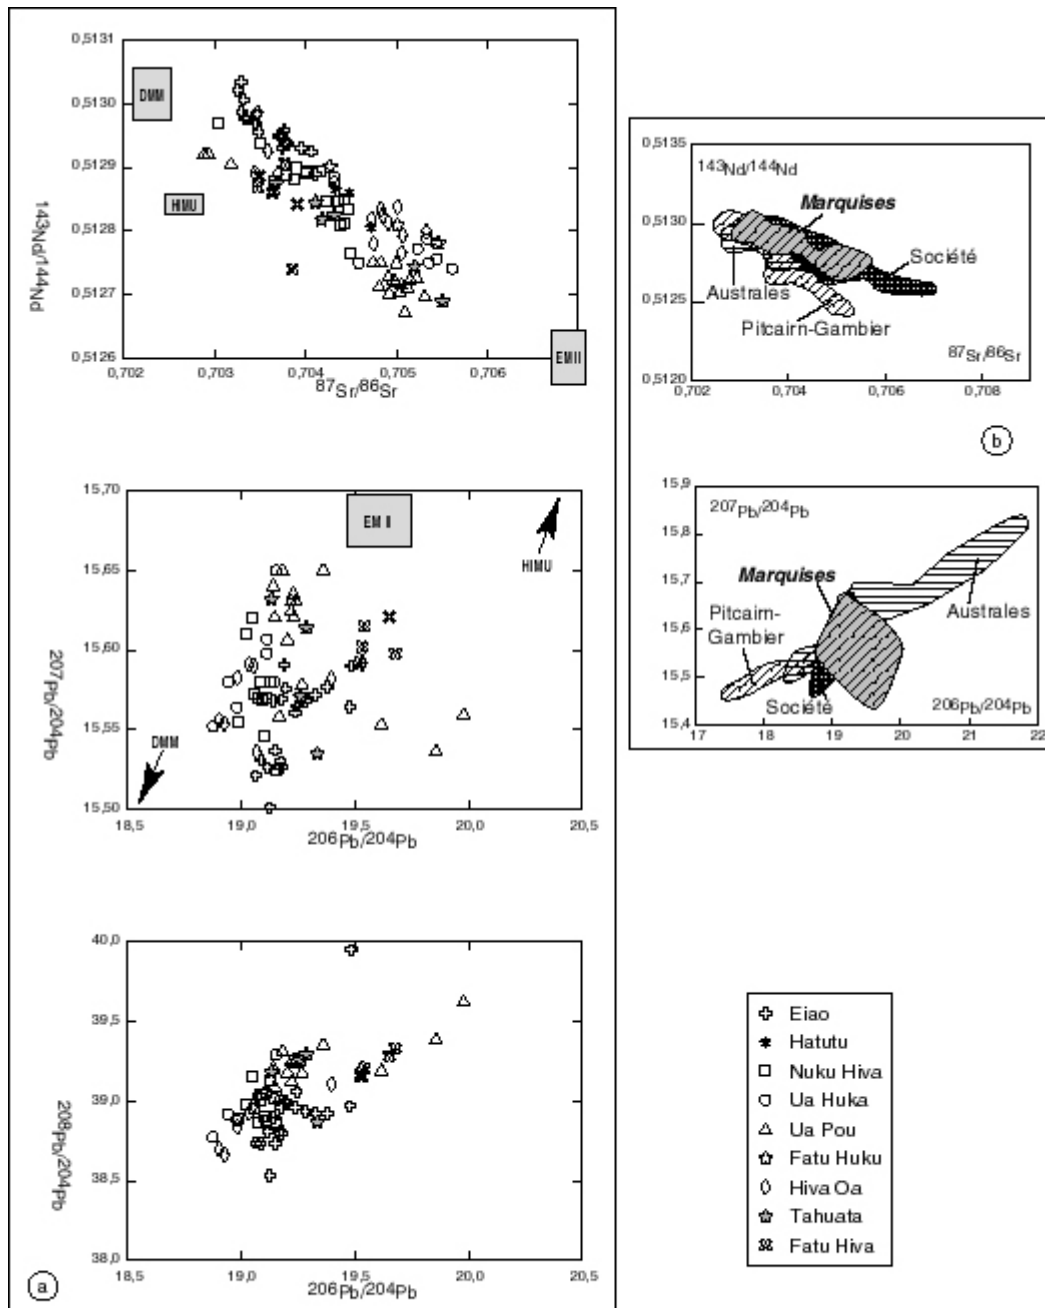 0,5131
0,5130
0,5129
0,5128
0,5127
0,5126
143Nd/144Nd
DMM
HIMU
EM II
0,702
0,703
0,704
0,705
0,706
87Sr/86Sr
15,70
15,65
15,60
15,55
15,50
207Pb/204Pb
EM II
HIMU
DMM
18,5
19,0
19,5
20,0
20,5
206Pb/204Pb
40,0
39,5
39,0
38,5
38,0
208Pb/204Pb
18,5
19,0
19,5
20,0
20,5
206Pb/204Pb
a
0,5135
0,5130
0,5125
0,5120
143Nd/144Nd
Marquises
Société
Australes
Pitcairn-Gambier
87Sr/86Sr
0,702
0,704
0,706
0,708
b
15,9
15,8
15,7
15,6
15,5
15,4
207Pb/204Pb
Marquises
Pitcairn-
Gambier
Australes
Société
206Pb/204Pb
17
18
19
20
21
22
Eiao
Hatutu
Nuku Hiva
Ua Huka
Ua Pou
Fatu Huku
Hiva Oa
Tahuata
Fatu Hiva